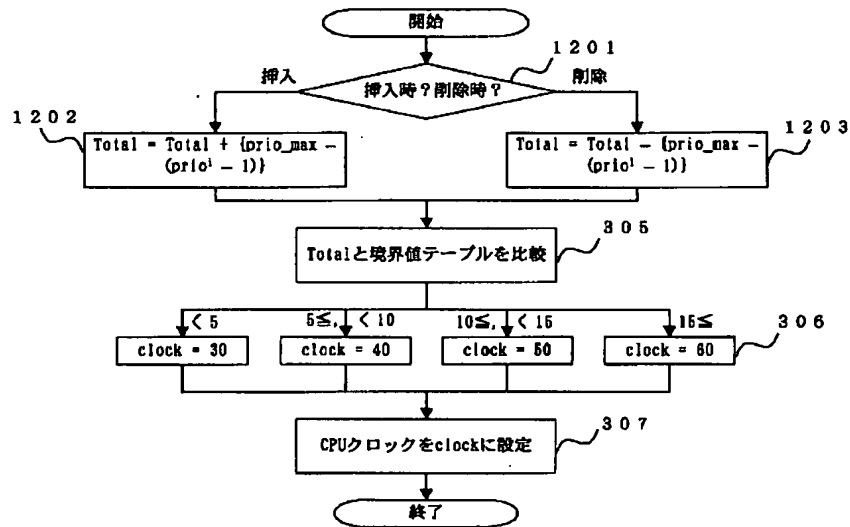 開始
1201
挿入時?削除時?
挿入
削除
1202
Total = Total + {prio_max -
(prio¹ - 1)}
1203
Total = Total - {prio_max -
(prio¹ - 1)}
305
Totalと境界値テーブルを比較
< 5
5≦, < 10
10≦, < 15
15≦
306
clock = 30
clock = 40
clock = 50
clock = 60
307
CPUクロックをclockに設定
終了